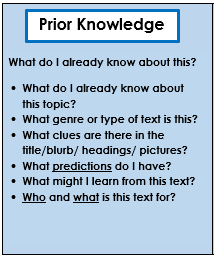 Prior Knowledge
What do I already know about this?
• What do I already know about
this topic?
• What genre or type of text is this?
• What clues are there in the
title/blurb/ headings/ pictures?
• What predictions do I have?
• What might I learn from this text?
• Who and what is this text for?